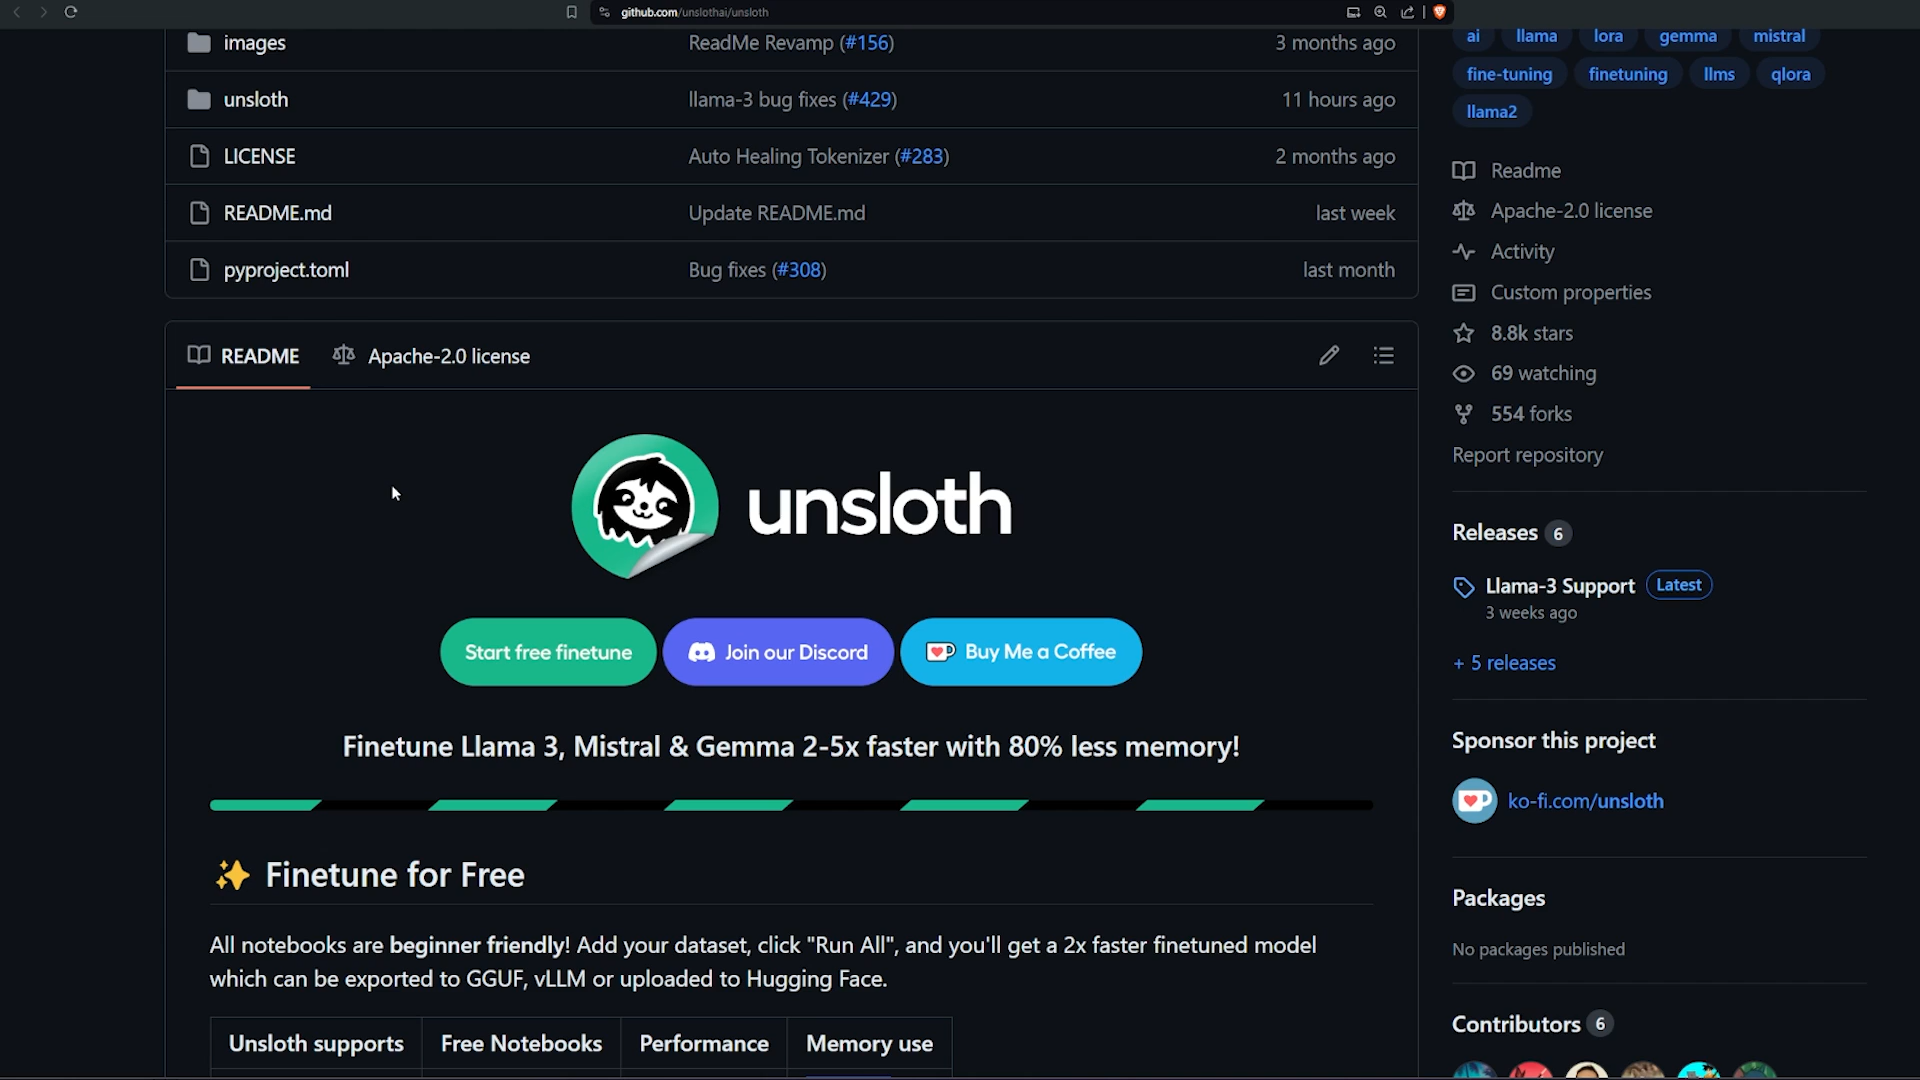 github.com/unslothai/unsloth
images ReadMe Revamp (#156) 3 months ago
unsloth llama-3 bug fixes (#429) 11 hours ago
LICENSE Auto Healing Tokenizer (#283) 2 months ago
README.md Update README.md last week
pyproject.toml Bug fixes (#308) last month
README Apache-2.0 license
unsloth
Start free finetune Join our Discord Buy Me a Coffee
Finetune Llama 3, Mistral & Gemma 2-5x faster with 80% less memory!
✨ Finetune for Free
All notebooks are beginner friendly! Add your dataset, click "Run All", and you'll get a 2x faster finetuned model
which can be exported to GGUF, vLLM or uploaded to Hugging Face.
Unsloth supports Free Notebooks Performance Memory use
ai llama lora gemma mistral
fine-tuning finetuning llms qlora
llama2
Readme
Apache-2.0 license
Activity
Custom properties
8.8k stars
69 watching
554 forks
Report repository
Releases 6
Llama-3 Support Latest
3 weeks ago
+ 5 releases
Sponsor this project
ko-fi.com/unsloth
Packages
No packages published
Contributors 6